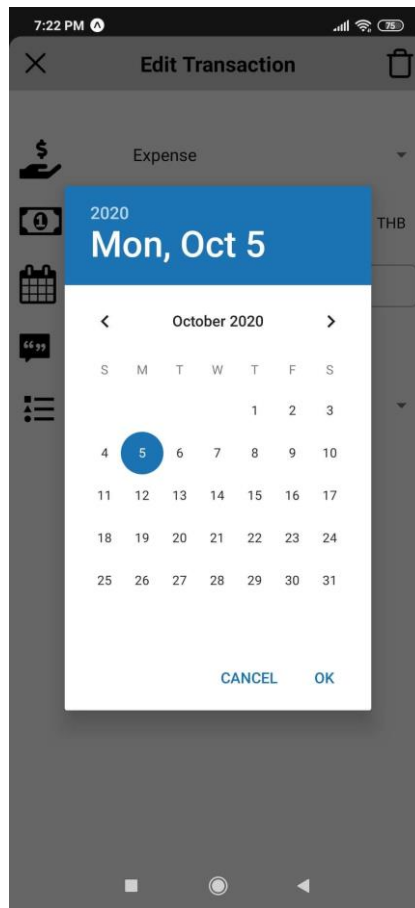 7:22 PM 75
Edit Transaction
$
Expense
1
THB
2020
Mon, Oct 5
October 2020
S M T W T F S
1 2 3
4 5 6 7 8 9 10
11 12 13 14 15 16 17
18 19 20 21 22 23 24
25 26 27 28 29 30 31
CANCEL OK